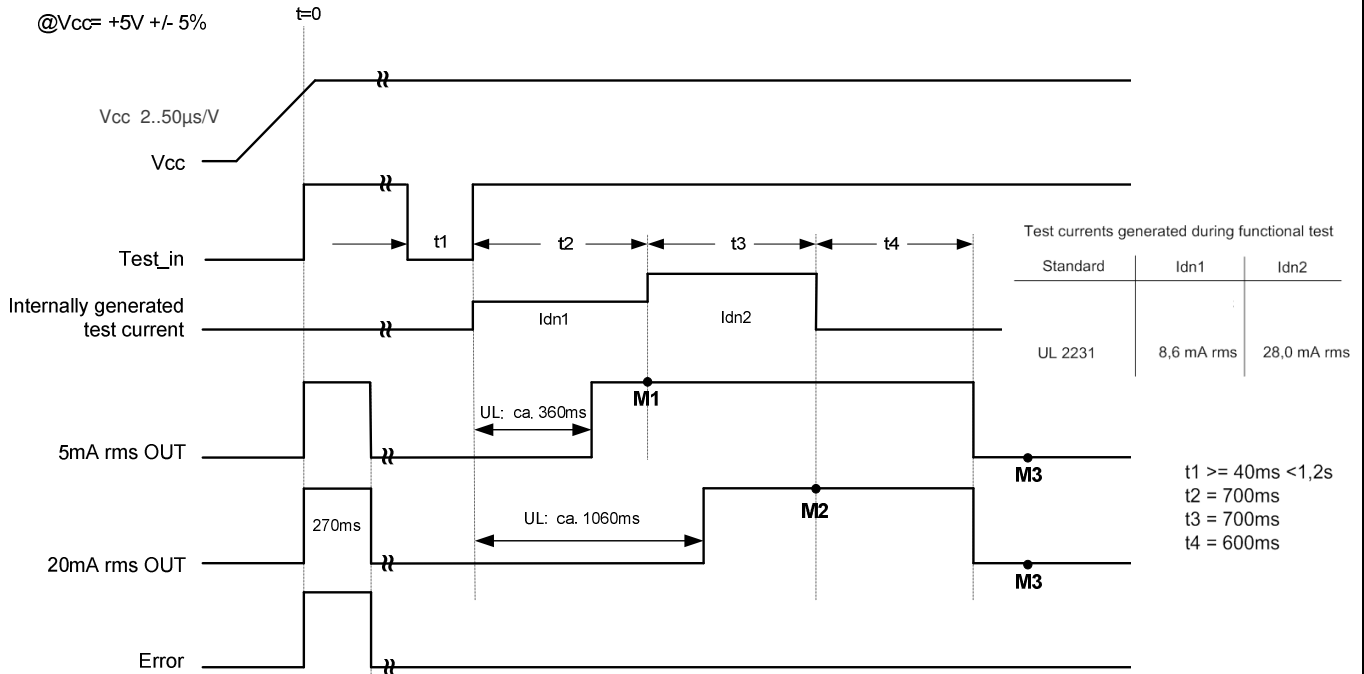 @Vcc= +5V +/- 5%
t=0
Vcc 2..50µs/V
Vcc
Test_in
t1
t2
t3
t4
Internally generated
test current
Idn1
Idn2
Test currents generated during functional test
Standard Idn1 Idn2
UL 2231 8,6 mA rms 28,0 mA rms
5mA rms OUT
UL: ca. 360ms
M1
M3
20mA rms OUT
270ms
UL: ca. 1060ms
M2
M3
Error
t1 >= 40ms <1,2s
t2 = 700ms
t3 = 700ms
t4 = 600ms